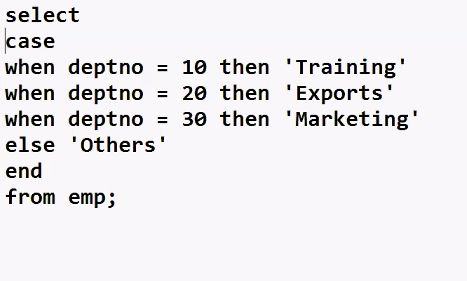 select
case
when deptno = 10 then 'Training'
when deptno = 20 then 'Exports'
when deptno = 30 then 'Marketing'
else 'Others'
end
from emp;